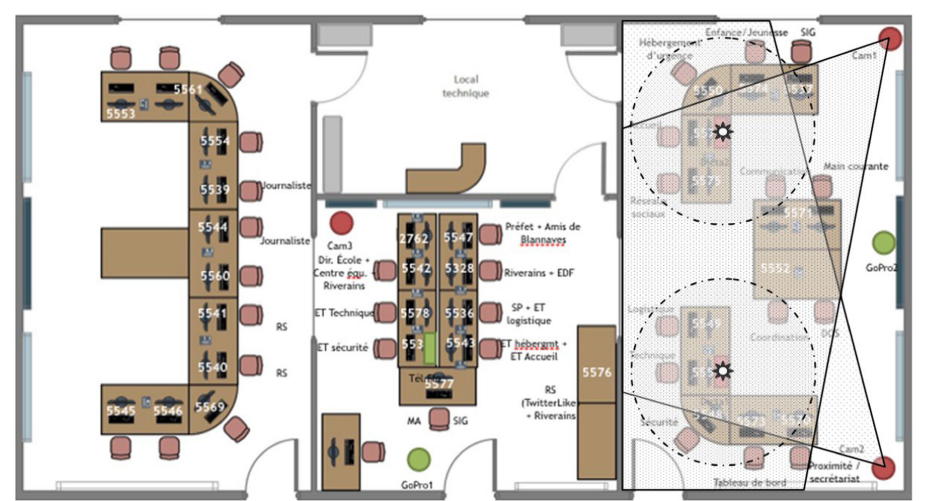 5553
5561
5554
5539
Journaliste
5544
Journaliste
5560
5541
RS
5540
RS
5545
5546
5569
Local
technique
Cam3
Dir. École +
Centre équ. -
Riverains
ET Technique
ET sécurité
2762
5547
5542
5328
5578
5536
553
5543
Télé
5577
MA
SIG
GoPro1
Préfet + Amis de
Blannaves
Riverains + EDF
SP + ET
logistique
ET hébergmt +
ET Accueil
RS
(TwitterLike)
+ Riverains
5576
Enfance/Jeunesse
SIG
Hébergement
d'urgence
Cam1
5550
5574
Accueil
Réseaux
sociaux
Communication
Main courante
5571
5552
GoPro2
Logistique
5549
Coordination
DOS
Technique
Sécurité
5573
Cam2
Proximité /
secrétariat
Tableau de bord